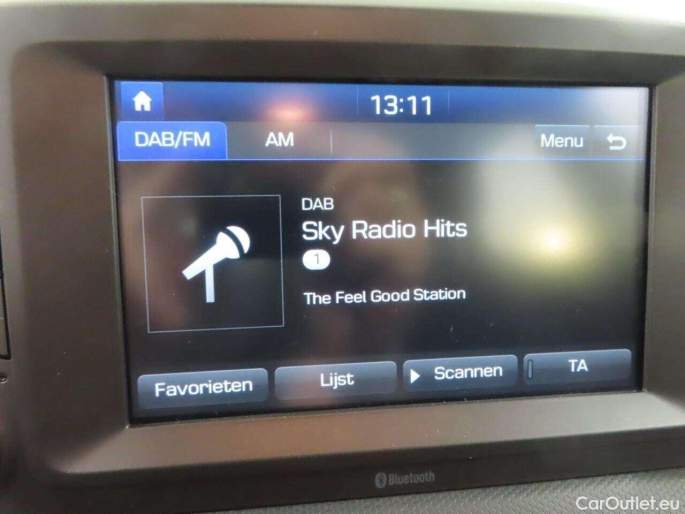 13:11
DAB/FM AM Menu
DAB
Sky Radio Hits
1
The Feel Good Station
Favorieten Lijst Scannen TA
Bluetooth
CarOutlet.eu